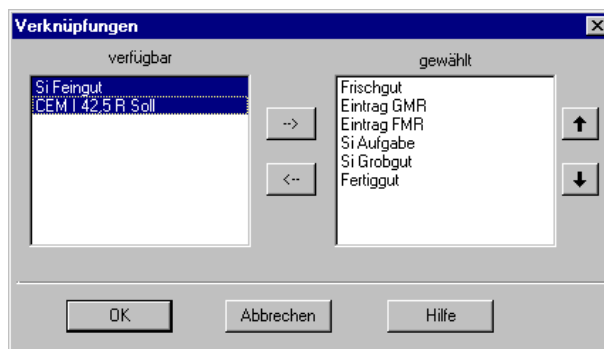 Verknüpfungen
verfügbar
gewählt
Si Feingut
CEM I 42,5 R Soll
-->
<--
Frischgut
Eintrag GMR
Eintrag FMR
Si Aufgabe
Si Grobgut
Fertiggut
OK
Abbrechen
Hilfe